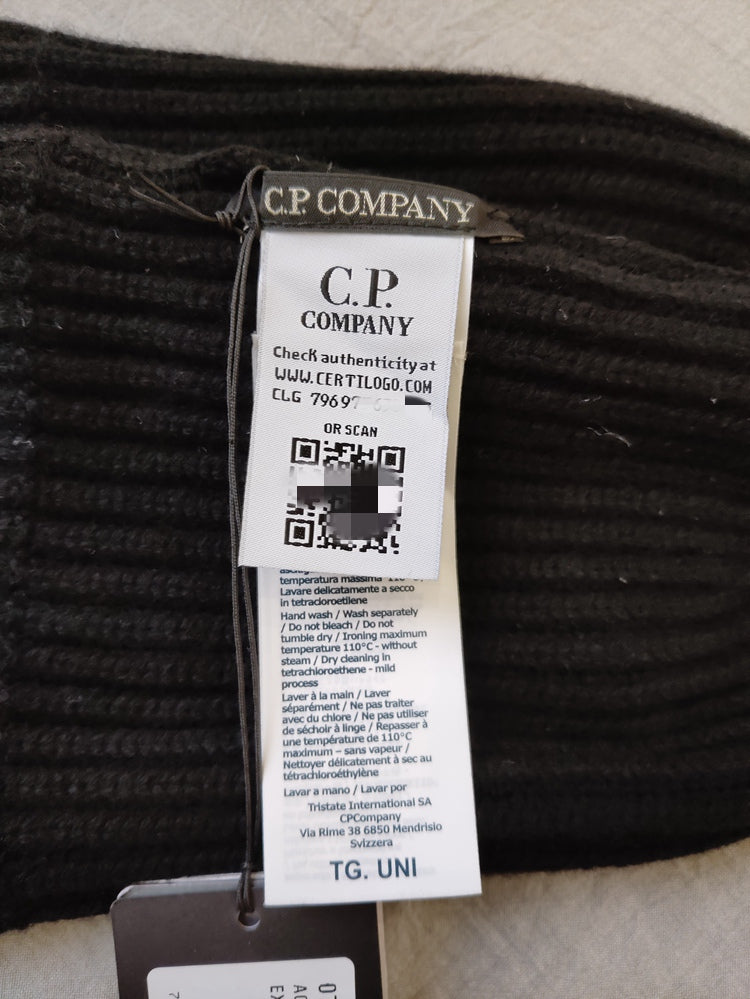 C.P. COMPANY
C.P.
COMPANY
Check authenticity at
WWW.CERTILOGO.COM
CLG 79697
OR SCAN
temperatura massima 110°C.
Lavare delicatamente a secco
in tetracloroetilene
Hand wash / Wash separately
/ Do not bleach / Do not
tumble dry / Ironing maximum
temperature 110°C - without
steam / Dry cleaning in
tetrachloroethene - mild
process
Laver à la main / Laver
séparément / Ne pas traiter
avec du chlore / Ne pas utiliser
de séchoir à linge / Repasser à
une température de 110°C
maximum – sans vapeur /
Nettoyer délicatement à sec au
tétrachloroéthylène
Lavar a mano / Lavar por
Tristate International SA
CPCompany
Via Rime 38 6850 Mendrisio
Svizzera
TG. UNI